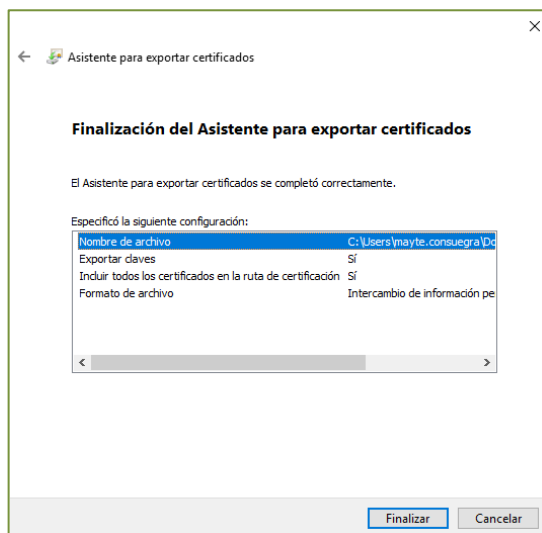 Asistente para exportar certificados
Finalización del Asistente para exportar certificados
El Asistente para exportar certificados se completó correctamente.
Especificó la siguiente configuración:
Nombre de archivo C:\Users\mayte.consuegra\Do
Exportar claves Sí
Incluir todos los certificados en la ruta de certificación Sí
Formato de archivo Intercambio de información pe
Finalizar Cancelar